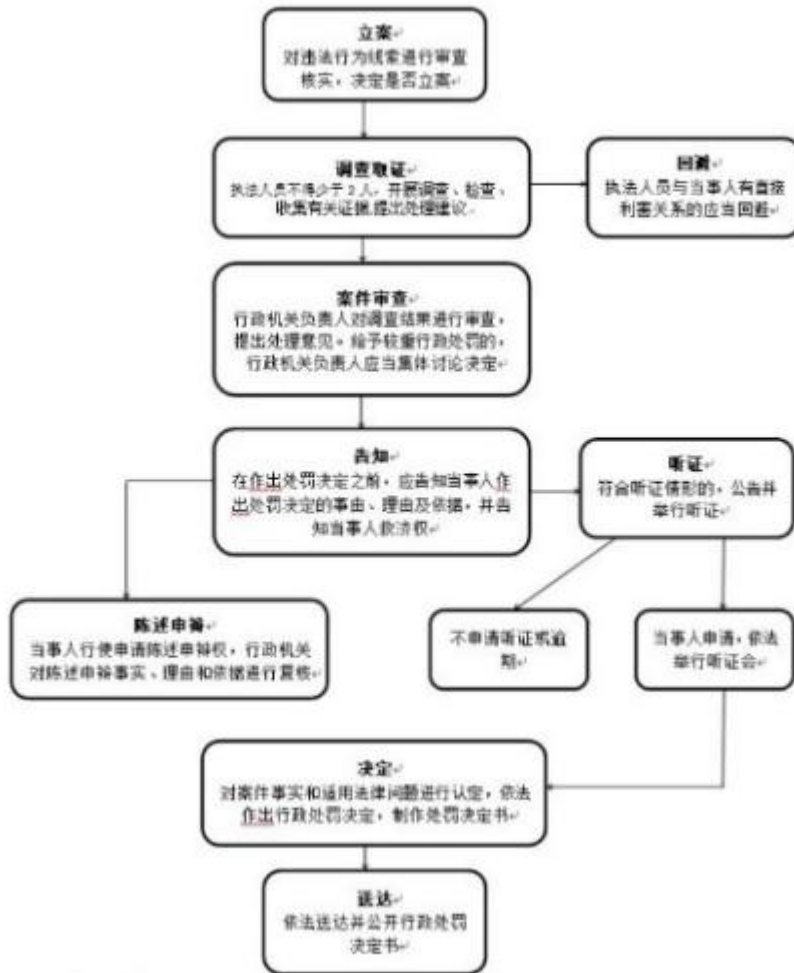 立案
对违法行为线索进行审查
核实，决定是否立案
调查取证
执法人员不得少于2人，开展调查、检查、
收集有关证据,提出处理建议。
回避
执法人员与当事人有直接
利害关系的应当回避
案件审查
行政机关负责人对调查结果进行审查，
提出处理意见。给予较重行政处罚的，
行政机关负责人应当集体讨论决定
告知
在作出处罚决定之前，应告知当事人作
出处罚决定的事由、理由及依据，并告
知当事人救济权
听证
符合听证情形的，公告并
举行听证
陈述申辩
当事人行使申请陈述申辩权，行政机关
对陈述申辩事实、理由和依据进行复核
不申请听证或逾
期
当事人申请，依法
举行听证会
决定
对案件事实和适用法律问题进行认定，依法
作出行政处罚决定，制作处罚决定书
送达
依法送达并公开行政处罚
决定书